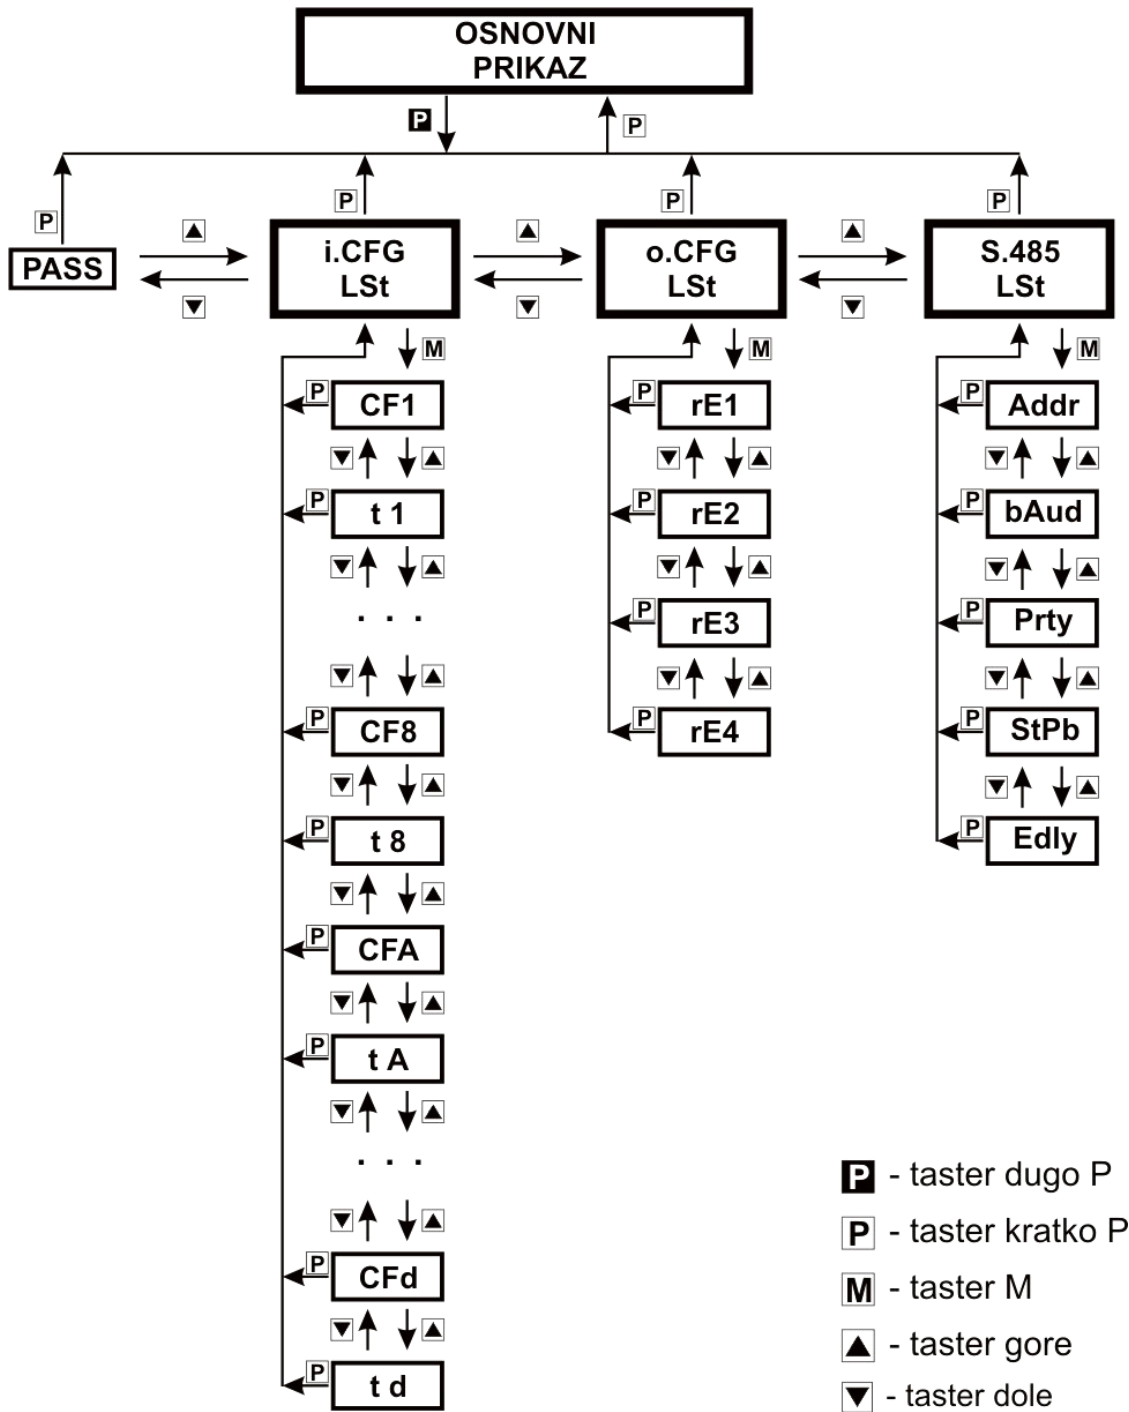 OSNOVNI
PRIKAZ
P
P
P
P
P
P
PASS
▲
▼
i.CFG
LSt
▲
▼
o.CFG
LSt
▲
▼
S.485
LSt
M
M
M
P CF1
P rE1
P Addr
▼ ▲
▼ ▲
▼ ▲
P t 1
P rE2
P bAud
▼ ▲
▼ ▲
▼ ▲
. . .
P rE3
P Prty
▼ ▲
▼ ▲
▼ ▲
P CF8
P rE4
P StPb
▼ ▲
▼ ▲
P t 8
P Edly
▼ ▲
P CFA
▼ ▲
P t A
▼ ▲
. . .
▼ ▲
P CFd
▼ ▲
P t d
P - taster dugo P
P - taster kratko P
M - taster M
▲ - taster gore
▼ - taster dole